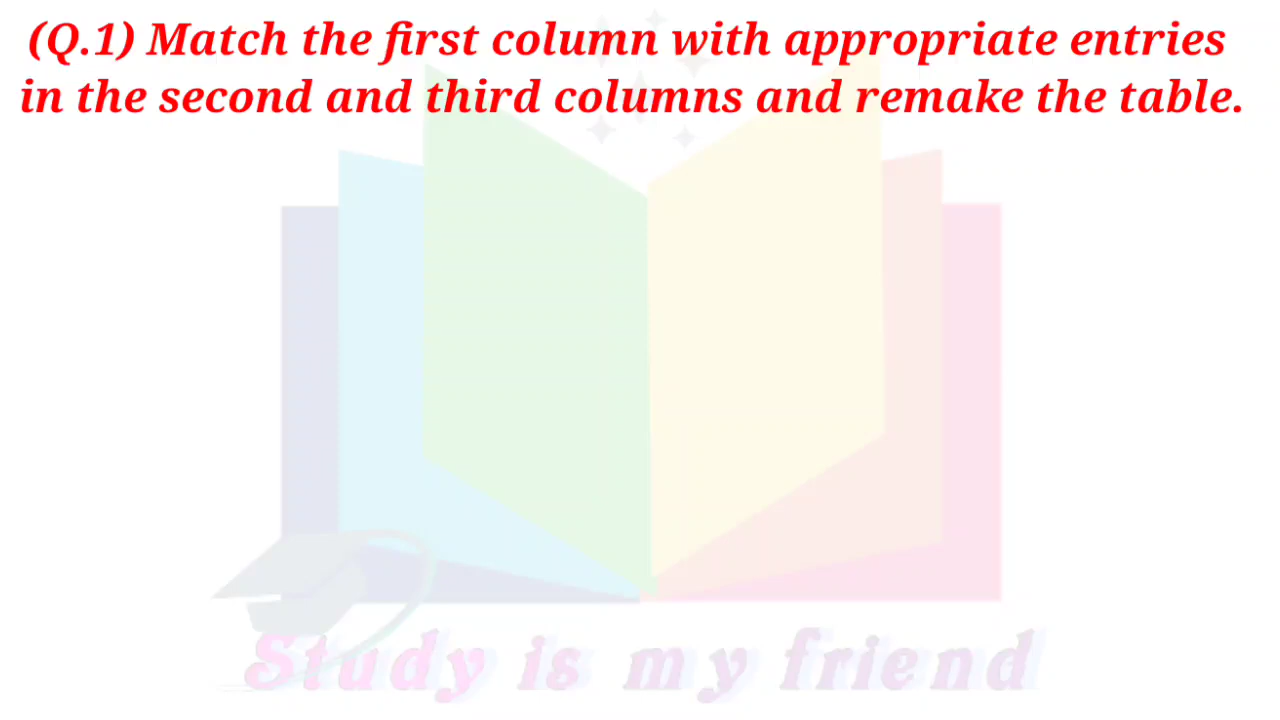 (Q.1) Match the first column with appropriate entries
in the second and third columns and remake the table.
Study is my friend